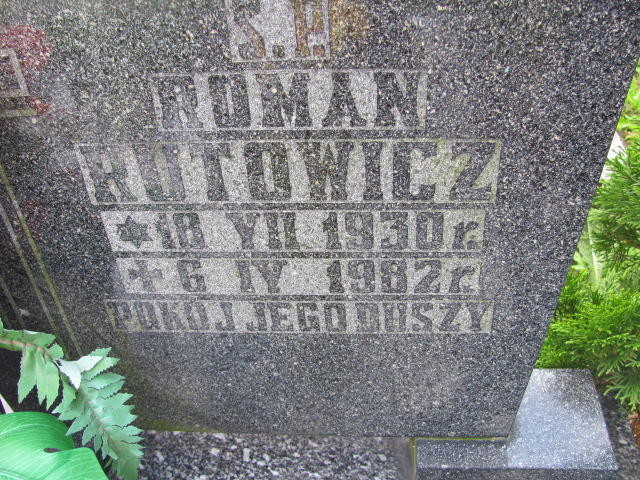 Ś.P.
ROMAN
RUTOWICZ
✶ 18 VII 1930 r.
✝ 6 IV 1982 r.
POKÓJ JEGO DUSZY